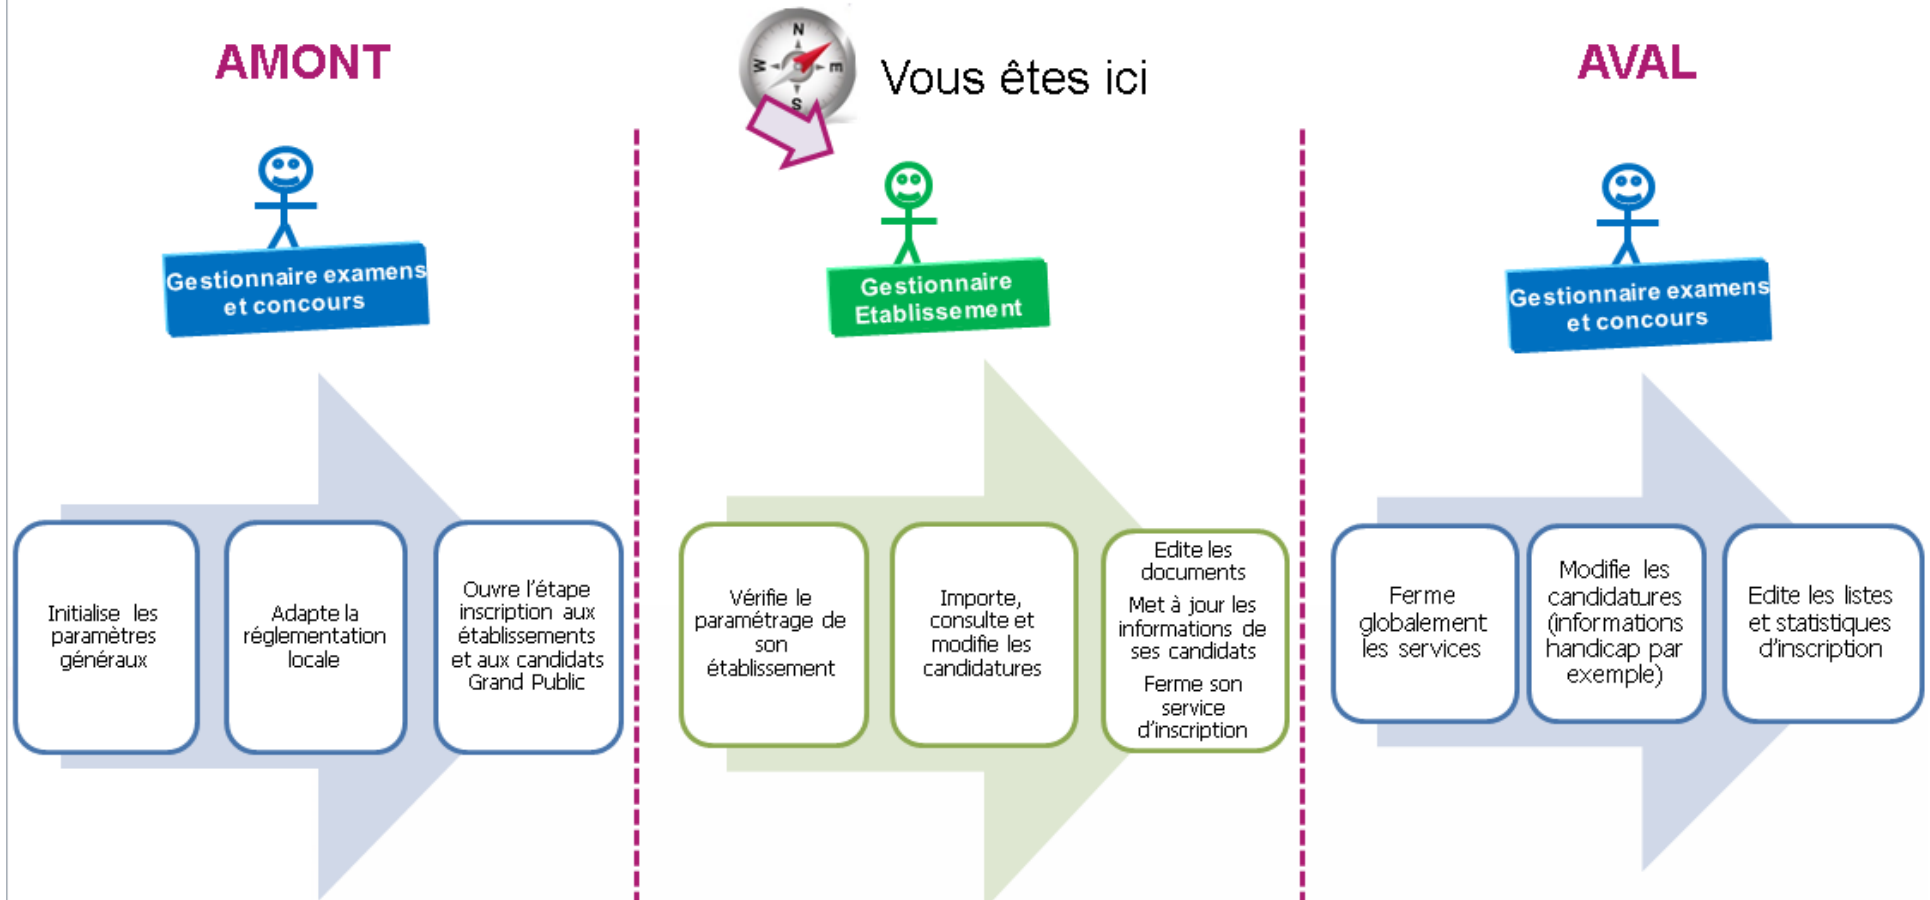 AMONT
Vous êtes ici
AVAL
N
W
E
S
Gestionnaire examens
et concours
Gestionnaire
Etablissement
Gestionnaire examens
et concours
Initialise les
paramètres
généraux
Adapte la
réglementation
locale
Ouvre l'étape
inscription aux
établissements
et aux candidats
Grand Public
Vérifie le
paramétrage de
son
établissement
Importe,
consulte et
modifie les
candidatures
Edite les
documents
Met à jour les
informations de
ses candidats
Ferme son
service
d'inscription
Ferme
globalement
les services
Modifie les
candidatures
(informations
handicap par
exemple)
Edite les listes
et statistiques
d'inscription